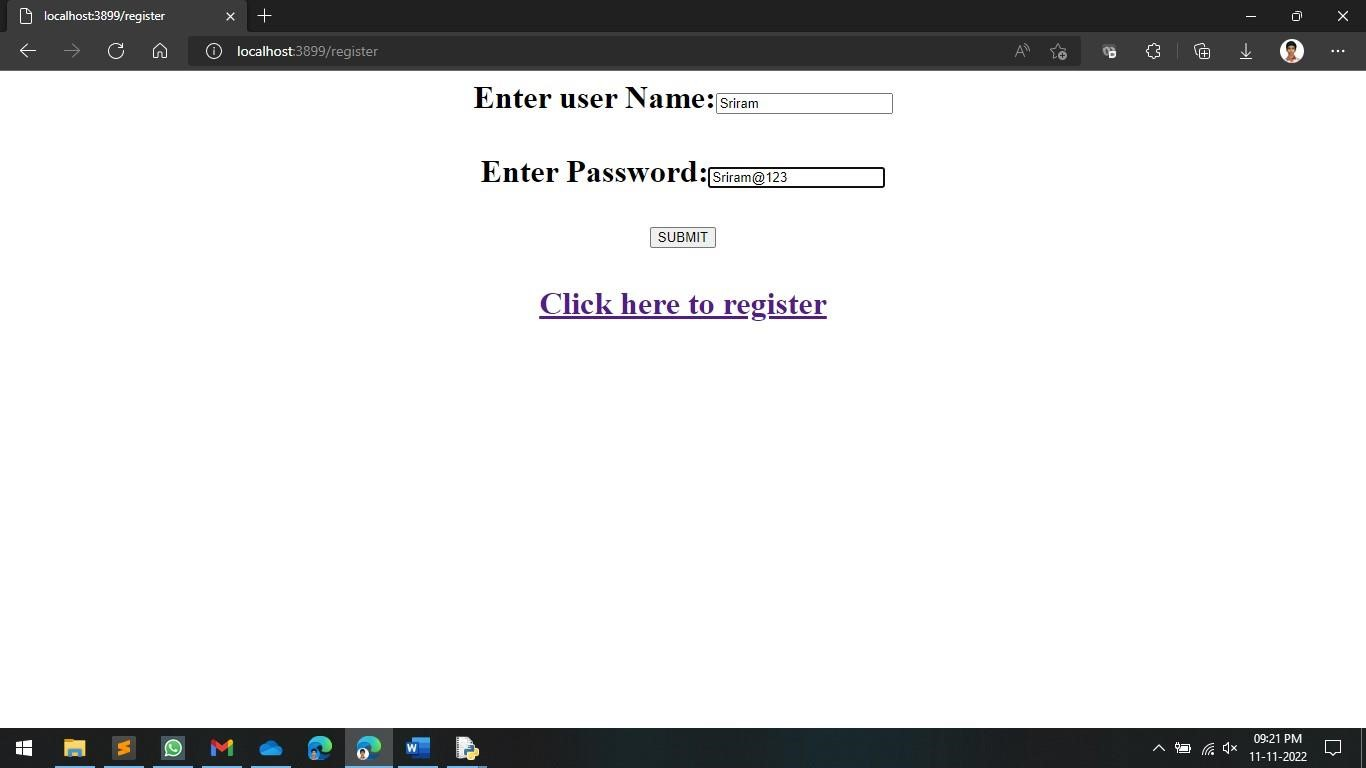 localhost:3899/register
localhost:3899/register
Enter user Name: Sriram
Enter Password: Sriram@123
SUBMIT
Click here to register
09:21 PM
11-11-2022